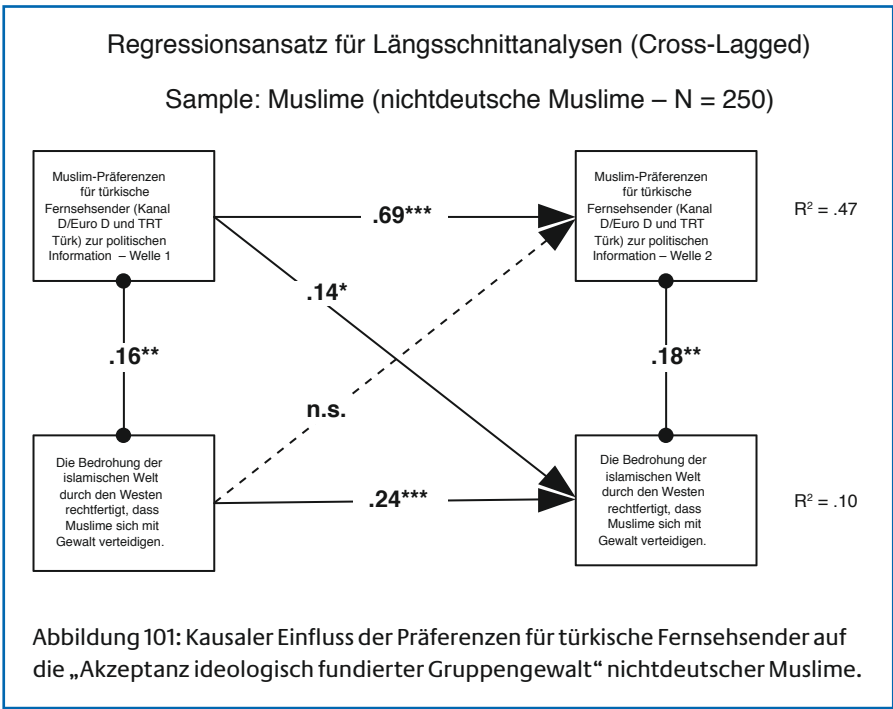 Regressionsansatz für Längsschnittanalysen (Cross-Lagged)
Sample: Muslime (nichtdeutsche Muslime – N = 250)
Muslim-Präferenzen
für türkische
Fernsehsender (Kanal
D/Euro D und TRT
Türk) zur politischen
Information – Welle 1
.69***
Muslim-Präferenzen
für türkische
Fernsehsender (Kanal
D/Euro D und TRT
Türk) zur politischen
Information – Welle 2
R² = .47
.14*
.16**
.18**
n.s.
Die Bedrohung der
islamischen Welt
durch den Westen
rechtfertigt, dass
Muslime sich mit
Gewalt verteidigen.
.24***
Die Bedrohung der
islamischen Welt
durch den Westen
rechtfertigt, dass
Muslime sich mit
Gewalt verteidigen.
R² = .10
Abbildung 101: Kausaler Einfluss der Präferenzen für türkische Fernsehsender auf
die „Akzeptanz ideologisch fundierter Gruppengewalt“ nichtdeutscher Muslime.